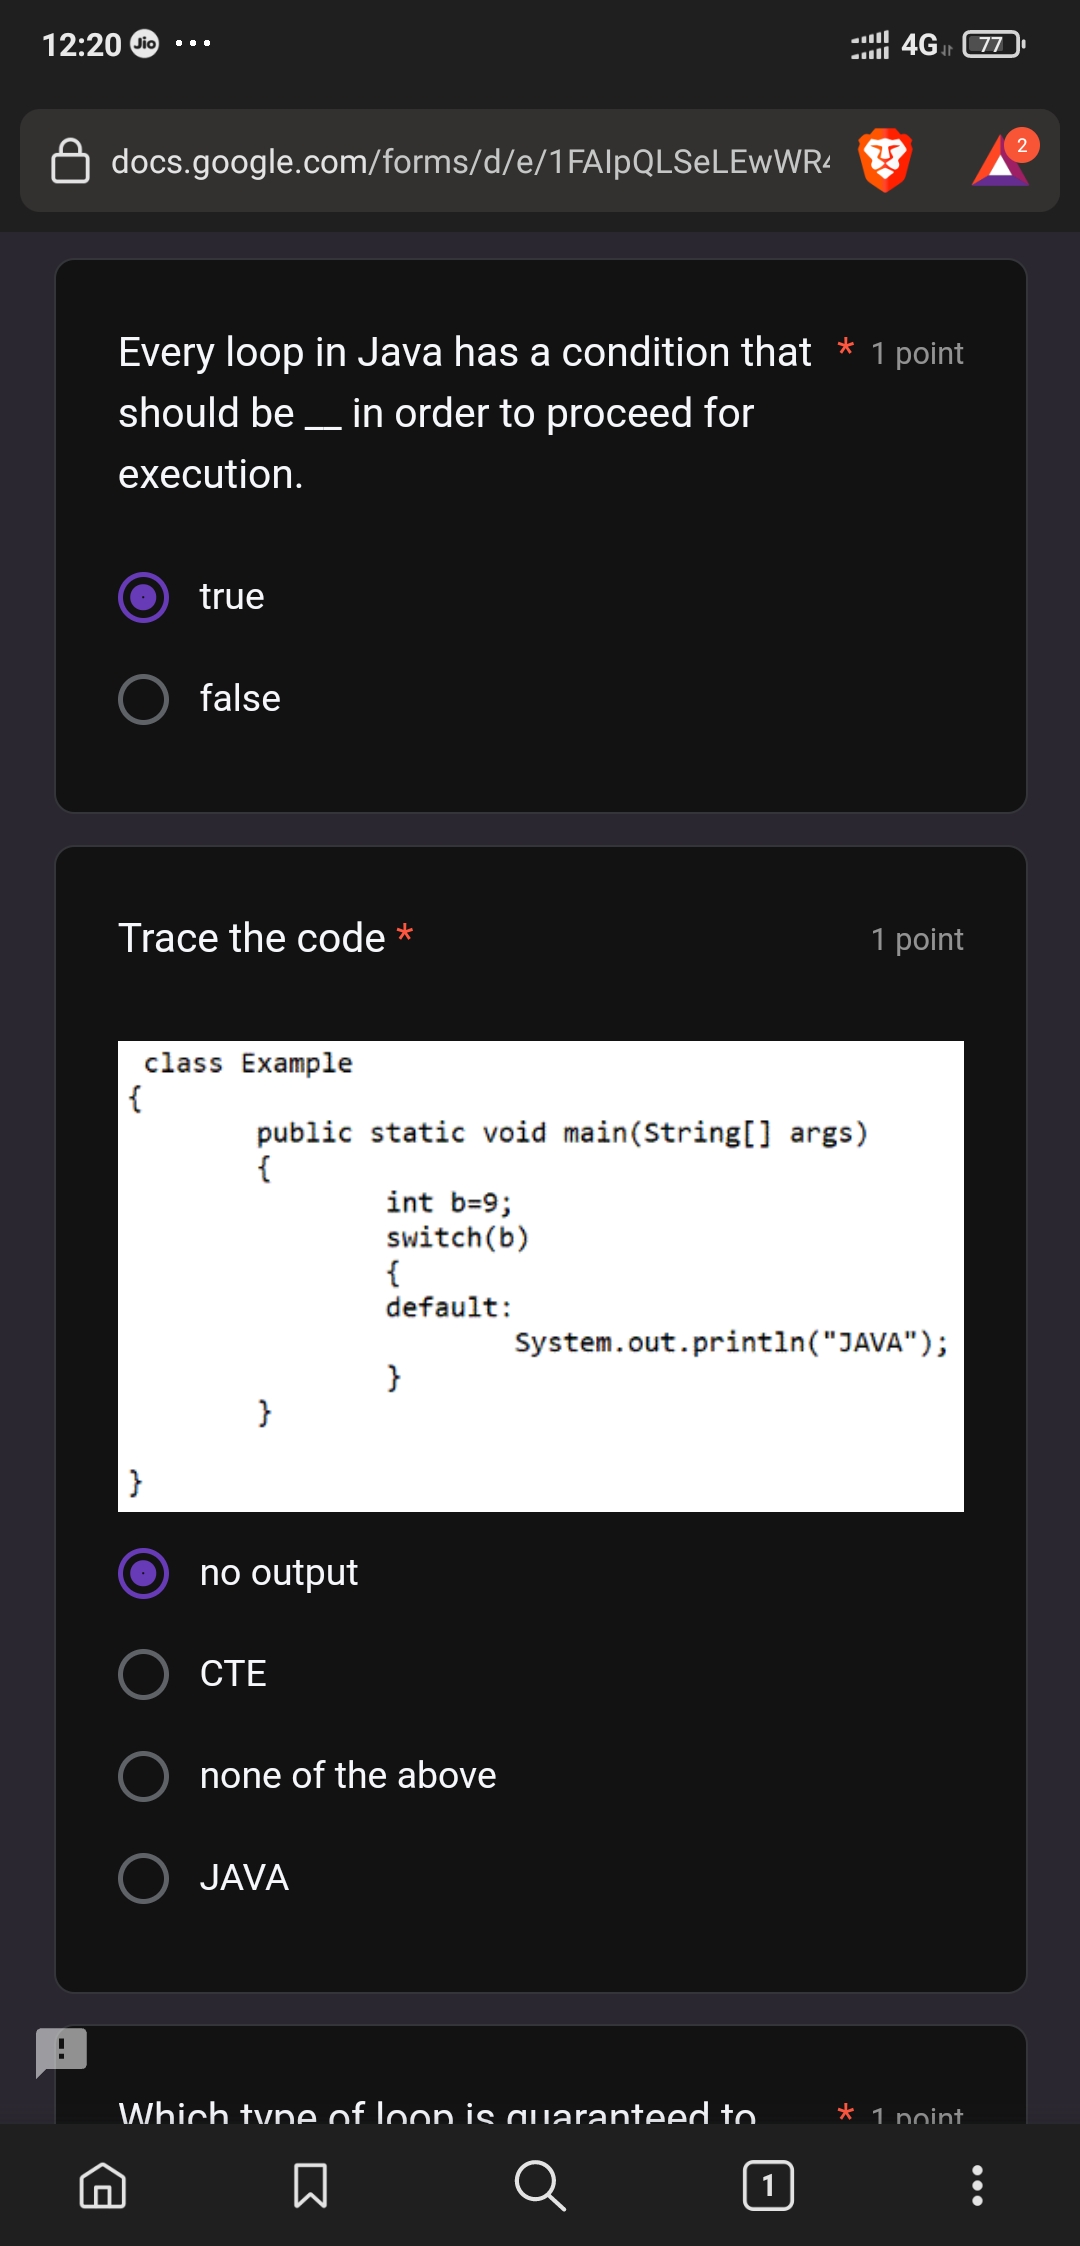 12:20 Jio ...
4G 77
docs.google.com/forms/d/e/1FAIpQLSeLEwWR
2
Every loop in Java has a condition that * 1 point
should be __ in order to proceed for
execution.
true
false
Trace the code * 1 point
class Example
{
public static void main(String[] args)
{
int b=9;
switch(b)
{
default:
System.out.println("JAVA");
}
}
}
no output
CTE
none of the above
JAVA
!
Which type of loop is guaranteed to * 1 point
1